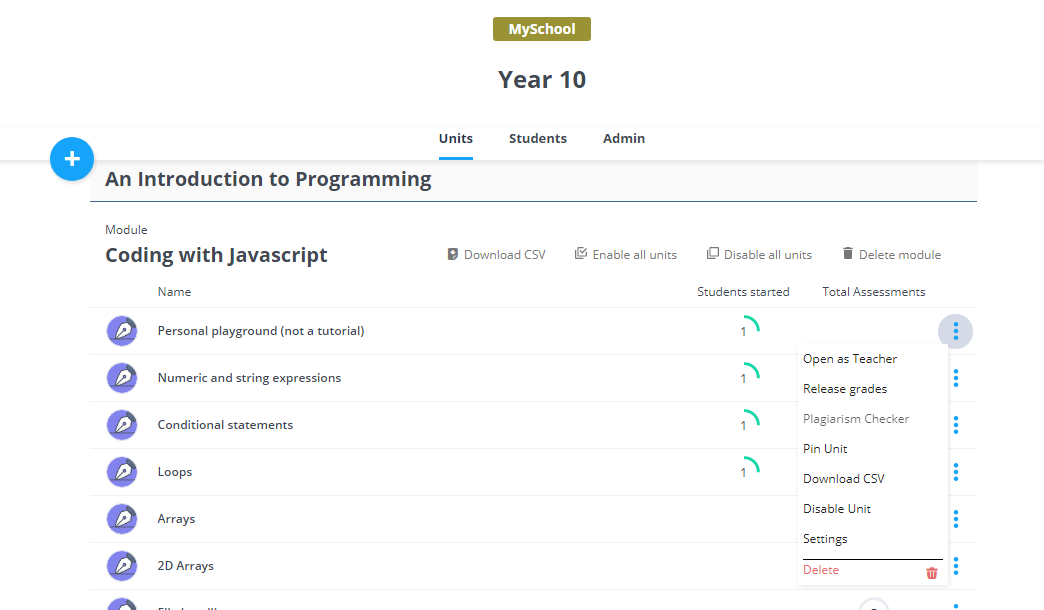 MySchool
Year 10
Units Students Admin
+
An Introduction to Programming
Module
Coding with Javascript Download CSV Enable all units Disable all units Delete module
Name Students started Total Assessments
Personal playground (not a tutorial) 1
Open as Teacher
Numeric and string expressions 1
Release grades
Plagiarism Checker
Conditional statements 1
Pin Unit
Loops 1
Download CSV
Disable Unit
Arrays
Settings
2D Arrays
Delete